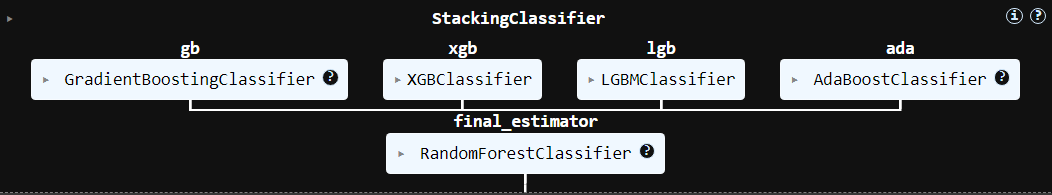 StackingClassifier
gb xgb lgb ada
GradientBoostingClassifier ? XGBClassifier LGBMClassifier AdaBoostClassifier ?
final_estimator
RandomForestClassifier ?